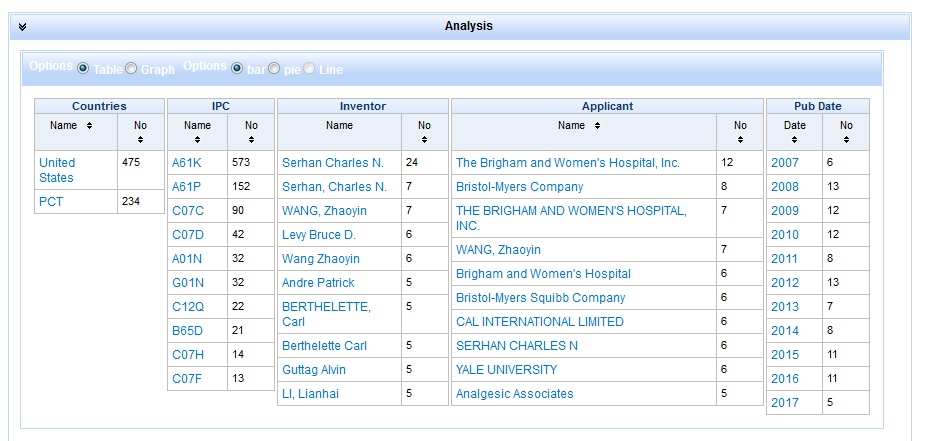 Analysis
Options Table Graph Options bar pie Line
Countries
Name No
United States 475
PCT 234
IPC
Name No
A61K 573
A61P 152
C07C 90
C07D 42
A01N 32
G01N 32
C12Q 22
B65D 21
C07H 14
C07F 13
Inventor
Name No
Serhan Charles N. 24
Serhan, Charles N. 7
WANG, Zhaoyin 7
Levy Bruce D. 6
Wang Zhaoyin 6
Andre Patrick 5
BERTHELETTE, Carl 5
Berthelette Carl 5
Guttag Alvin 5
LI, Lianhai 5
Applicant
Name No
The Brigham and Women's Hospital, Inc. 12
Bristol-Myers Company 8
THE BRIGHAM AND WOMEN'S HOSPITAL, INC. 7
WANG, Zhaoyin 7
Brigham and Women's Hospital 6
Bristol-Myers Squibb Company 6
CAL INTERNATIONAL LIMITED 6
SERHAN CHARLES N 6
YALE UNIVERSITY 6
Analgesic Associates 5
Pub Date
Date No
2007 6
2008 13
2009 12
2010 12
2011 8
2012 13
2013 7
2014 8
2015 11
2016 11
2017 5